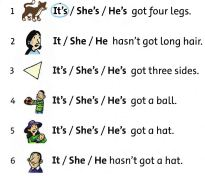 1 It's / She's / He's got four legs.
2 It / She / He hasn't got long hair.
3 It's / She's / He's got three sides.
4 It's / She's / He's got a ball.
5 It's / She's / He's got a hat.
6 It / She / He hasn't got a hat.